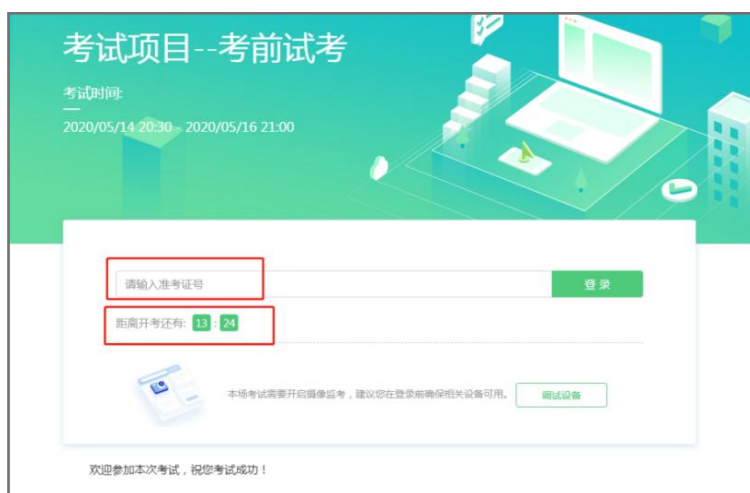 考试项目--考前试考
考试时间:
2020/05/14 20:30 - 2020/05/16 21:00
请输入准考证号
登 录
距离开考还有: 13 : 24
本场考试需要开启摄像监考，建议您在登录前确保相关设备可用。
调试设备
欢迎参加本次考试，祝您考试成功！